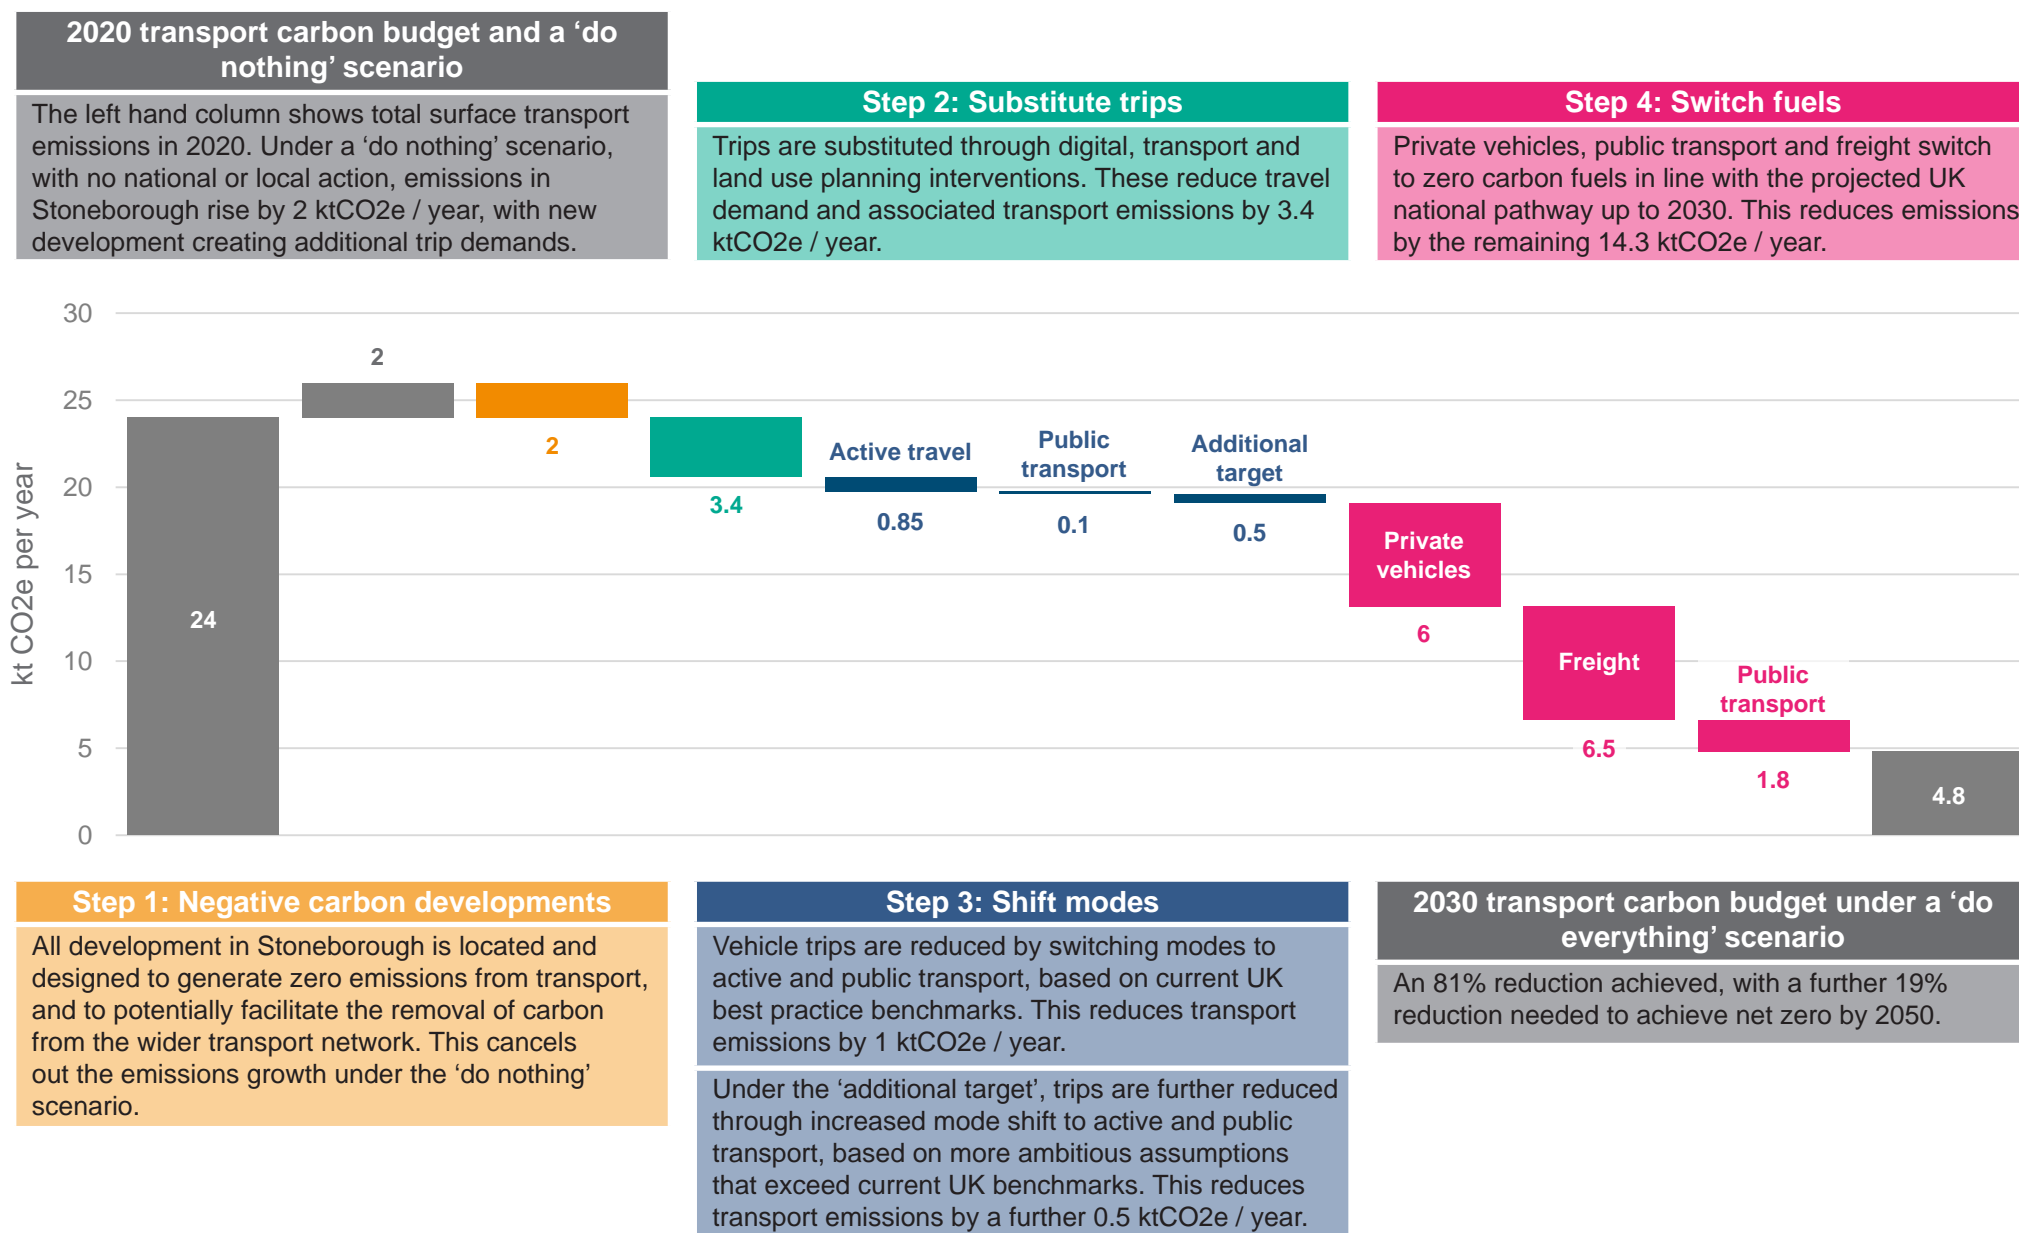 2020 transport carbon budget and a ‘do
nothing’ scenario
The left hand column shows total surface transport
emissions in 2020. Under a ‘do nothing’ scenario,
with no national or local action, emissions in
Stoneborough rise by 2 ktCO2e / year, with new
development creating additional trip demands.
Step 2: Substitute trips
Trips are substituted through digital, transport and
land use planning interventions. These reduce travel
demand and associated transport emissions by 3.4
ktCO2e / year.
Step 4: Switch fuels
Private vehicles, public transport and freight switch
to zero carbon fuels in line with the projected UK
national pathway up to 2030. This reduces emissions
by the remaining 14.3 ktCO2e / year.
kt CO2e per year
30
25
20
15
10
5
0
24
2
2
3.4
Active travel
0.85
Public
transport
0.1
Additional
target
0.5
Private
vehicles
6
Freight
6.5
Public
transport
1.8
4.8
Step 1: Negative carbon developments
All development in Stoneborough is located and
designed to generate zero emissions from transport,
and to potentially facilitate the removal of carbon
from the wider transport network. This cancels
out the emissions growth under the ‘do nothing’
scenario.
Step 3: Shift modes
Vehicle trips are reduced by switching modes to
active and public transport, based on current UK
best practice benchmarks. This reduces transport
emissions by 1 ktCO2e / year.
Under the ‘additional target’, trips are further reduced
through increased mode shift to active and public
transport, based on more ambitious assumptions
that exceed current UK benchmarks. This reduces
transport emissions by a further 0.5 ktCO2e / year.
2030 transport carbon budget under a ‘do
everything’ scenario
An 81% reduction achieved, with a further 19%
reduction needed to achieve net zero by 2050.